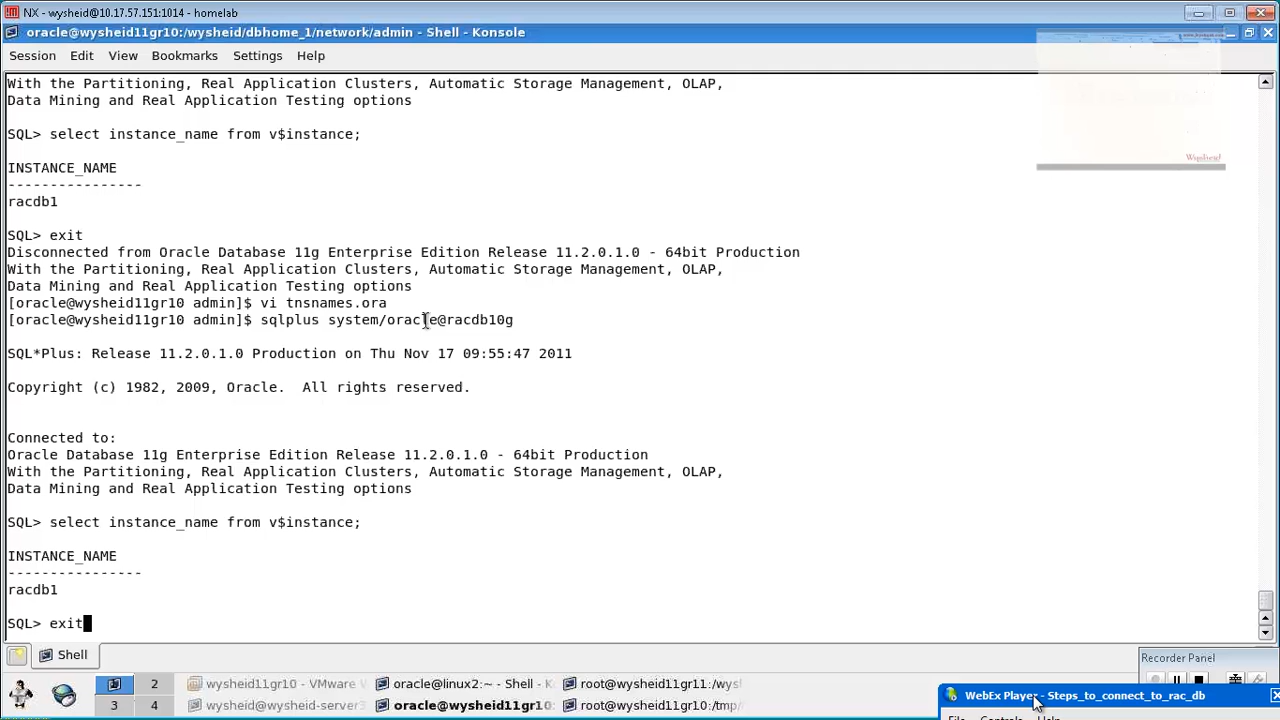 NX - wysheid@10.17.57.151:1014 - homelab
oracle@wysheid11gr10:/wysheid/dbhome_1/network/admin - Shell - Konsole
Session Edit View Bookmarks Settings Help
With the Partitioning, Real Application Clusters, Automatic Storage Management, OLAP,
Data Mining and Real Application Testing options
SQL> select instance_name from v$instance;
INSTANCE_NAME
----------------
racdb1
SQL> exit
Disconnected from Oracle Database 11g Enterprise Edition Release 11.2.0.1.0 - 64bit Production
With the Partitioning, Real Application Clusters, Automatic Storage Management, OLAP,
Data Mining and Real Application Testing options
[oracle@wysheid11gr10 admin]$ vi tnsnames.ora
[oracle@wysheid11gr10 admin]$ sqlplus system/oracle@racdb10g
SQL*Plus: Release 11.2.0.1.0 Production on Thu Nov 17 09:55:47 2011
Copyright (c) 1982, 2009, Oracle.  All rights reserved.
Connected to:
Oracle Database 11g Enterprise Edition Release 11.2.0.1.0 - 64bit Production
With the Partitioning, Real Application Clusters, Automatic Storage Management, OLAP,
Data Mining and Real Application Testing options
SQL> select instance_name from v$instance;
INSTANCE_NAME
----------------
racdb1
SQL> exit
Shell
Recorder Panel
2 wysheid11gr10 - VMware oracle@linux2:~ - Shell - K root@wysheid11gr11:/wys
3 4 wysheid@wysheid-server3 oracle@wysheid11gr10: root@wysheid11gr10:/tmp
WebEx Player - Steps_to_connect_to_rac_db
File Controls Help